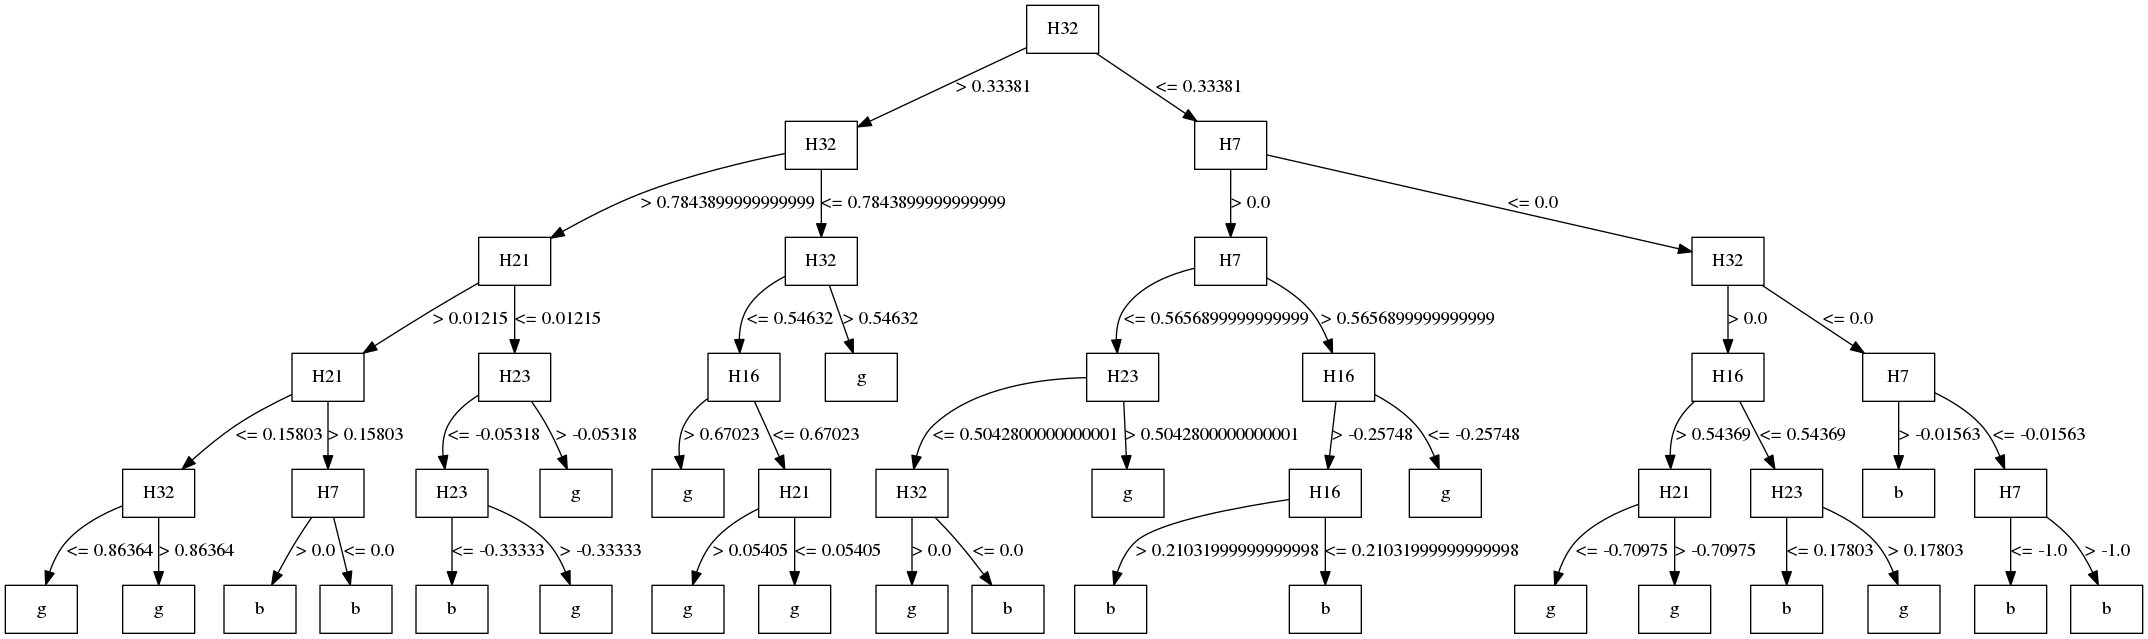 H32
> 0.33381 <= 0.33381
H32 H7
> 0.7843899999999999 <= 0.7843899999999999 > 0.0 <= 0.0
H21 H32 H7 H32
> 0.01215 <= 0.01215 <= 0.54632 > 0.54632 <= 0.5656899999999999 > 0.5656899999999999 > 0.0 <= 0.0
H21 H23 H16 g H23 H16 H16 H7
<= 0.15803 > 0.15803 <= -0.05318 > -0.05318 > 0.67023 <= 0.67023 <= 0.5042800000000001 > 0.5042800000000001 > -0.25748 <= -0.25748 > 0.54369 <= 0.54369 > -0.01563 <= -0.01563
H32 H7 H23 g g H21 H32 g H16 g H21 H23 b H7
<= 0.86364 > 0.86364 > 0.0 <= 0.0 <= -0.33333 > -0.33333 > 0.05405 <= 0.05405 > 0.0 <= 0.0 > 0.21031999999999998 <= 0.21031999999999998 <= -0.70975 > -0.70975 <= 0.17803 > 0.17803 <= -1.0 > -1.0
g g b b b g g g g b b b g g b g b b